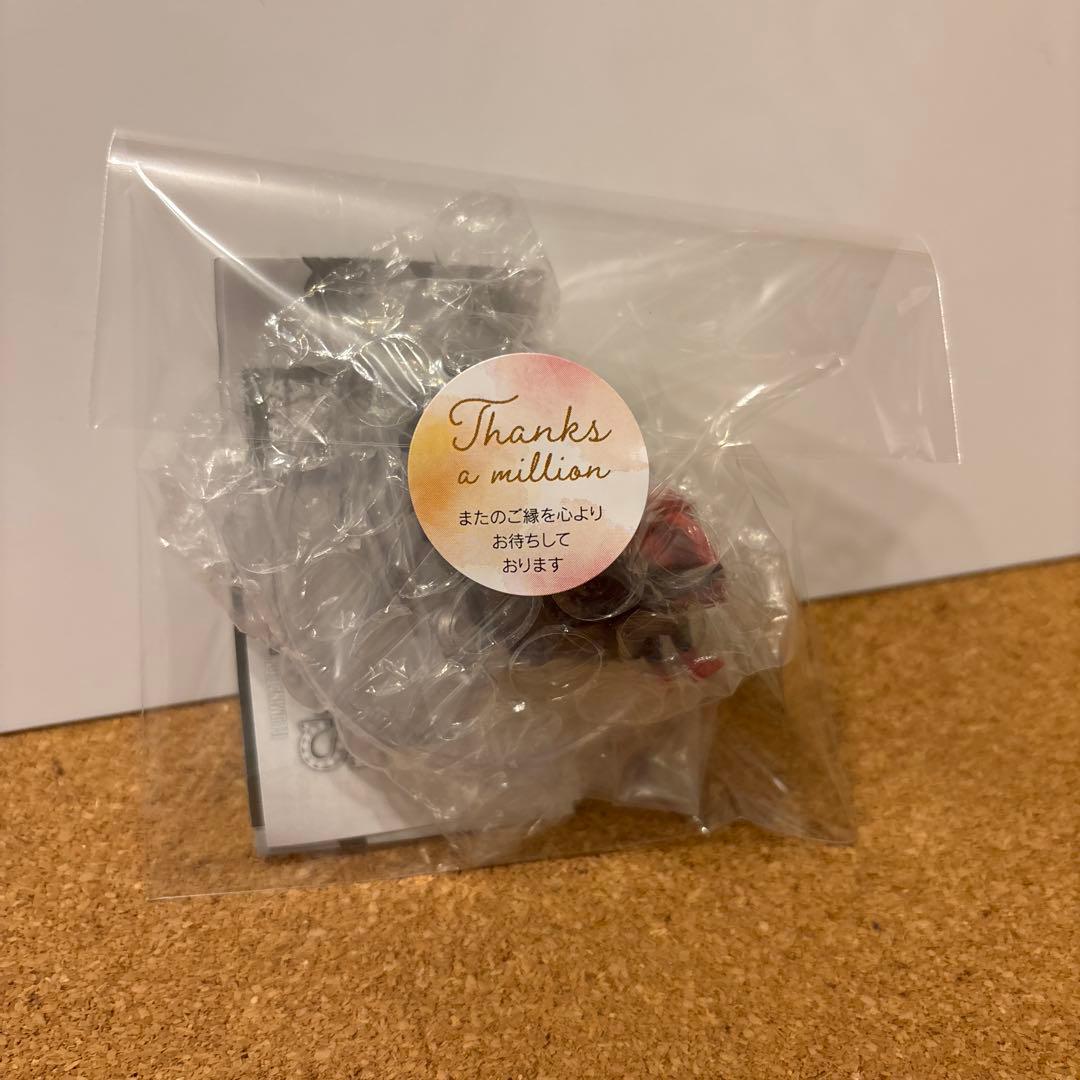 Thanks
a million
またのご縁を心より
お待ちして
おります